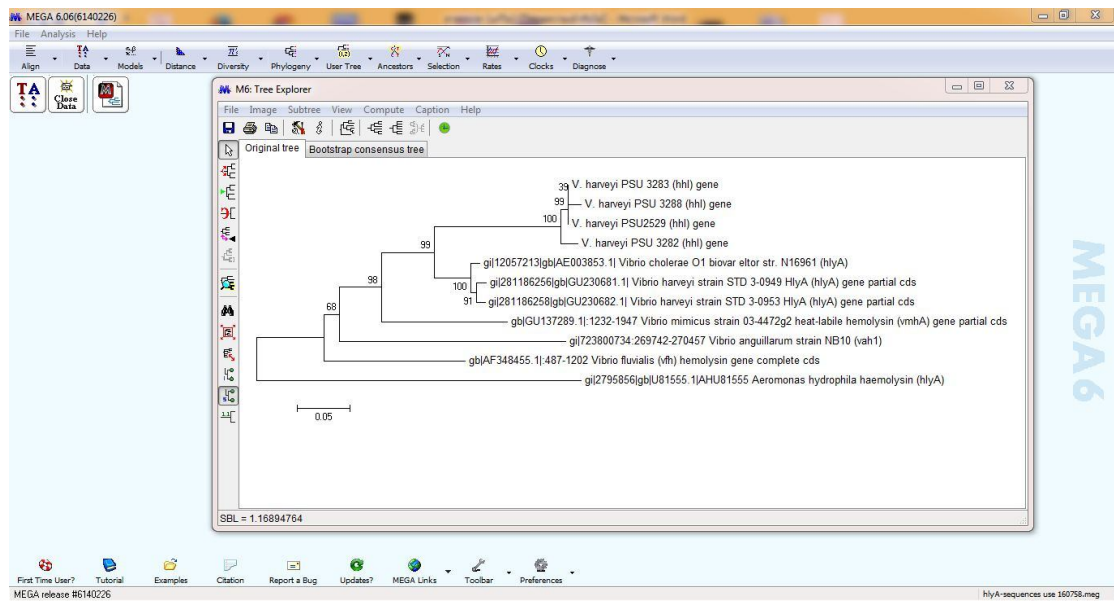 MEGA 6.06(6140226)
File Analysis Help
Align Data Models Distance Diversity Phylogeny User Tree Ancestors Selection Rates Clocks Diagnose
TA Close Data M
M6: Tree Explorer
File Image Subtree View Compute Caption Help
Original tree Bootstrap consensus tree
39 V. harveyi PSU 3283 (hhl) gene
99 V. harveyi PSU 3288 (hhl) gene
100 V. harveyi PSU2529 (hhl) gene
V. harveyi PSU 3282 (hhl) gene
99
gi|12057213|gb|AE003853.1| Vibrio cholerae O1 biovar eltor str. N16961 (hlyA)
98
100 gi|281186256|gb|GU230681.1| Vibrio harveyi strain STD 3-0949 HlyA (hlyA) gene partial cds
91 gi|281186258|gb|GU230682.1| Vibrio harveyi strain STD 3-0953 HlyA (hlyA) gene partial cds
68
gb|GU137289.1|:1232-1947 Vibrio mimicus strain 03-4472g2 heat-labile hemolysin (vmhA) gene partial cds
gi|723800734:269742-270457 Vibrio anguillarum strain NB10 (vah1)
gb|AF348455.1|:487-1202 Vibrio fluvialis (vfh) hemolysin gene complete cds
gi|2795856|gb|U81555.1|AHU81555 Aeromonas hydrophila haemolysin (hlyA)
0.05
SBL = 1.16894764
MEGA6
First Time User? Tutorial Examples Citation Report a Bug Updates? MEGA Links Toolbar Preferences
MEGA release #6140226
hlyA-sequences use 160758.meg